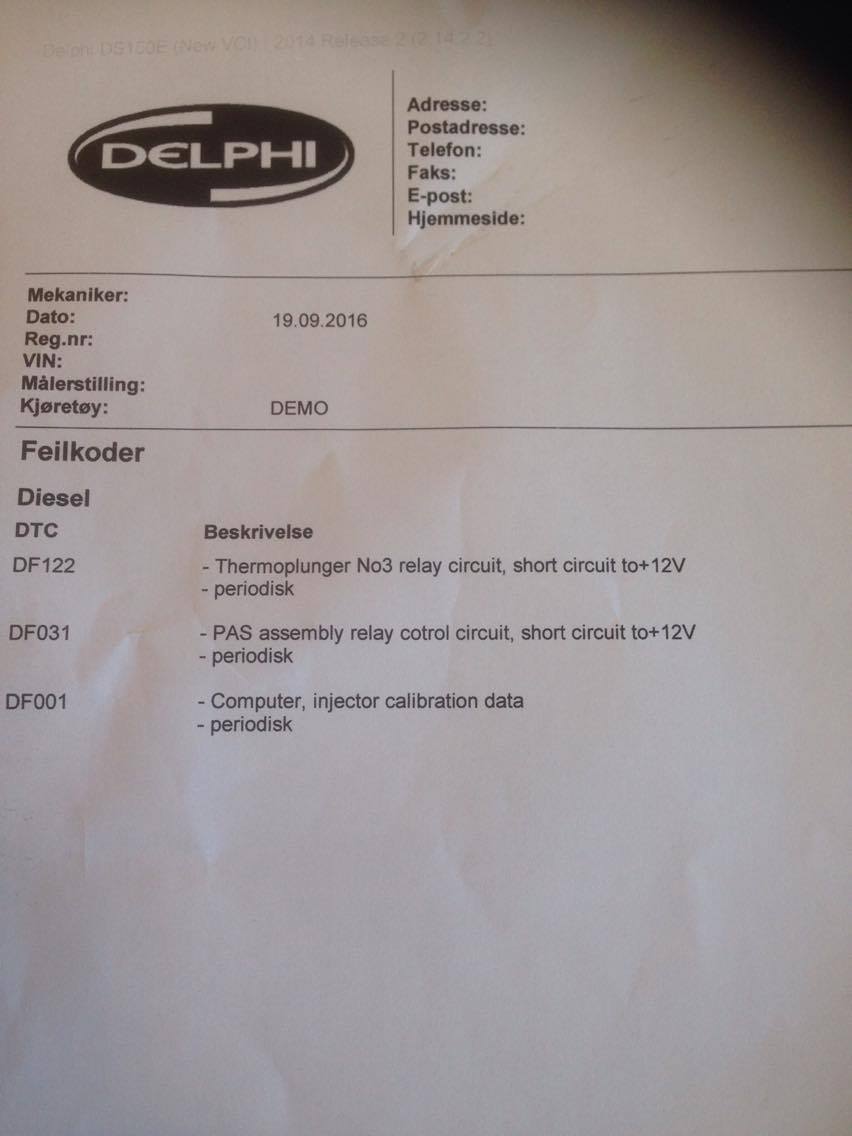 Delphi DS150E (New VCI) | 2014 Release 2 (2.14.2.2)
DELPHI
Adresse:
Postadresse:
Telefon:
Faks:
E-post:
Hjemmeside:
Mekaniker:
Dato: 19.09.2016
Reg.nr:
VIN:
Målerstilling:
Kjøretøy: DEMO
Feilkoder
Diesel
DTC Beskrivelse
DF122 - Thermoplunger No3 relay circuit, short circuit to+12V
- periodisk
DF031 - PAS assembly relay cotrol circuit, short circuit to+12V
- periodisk
DF001 - Computer, injector calibration data
- periodisk